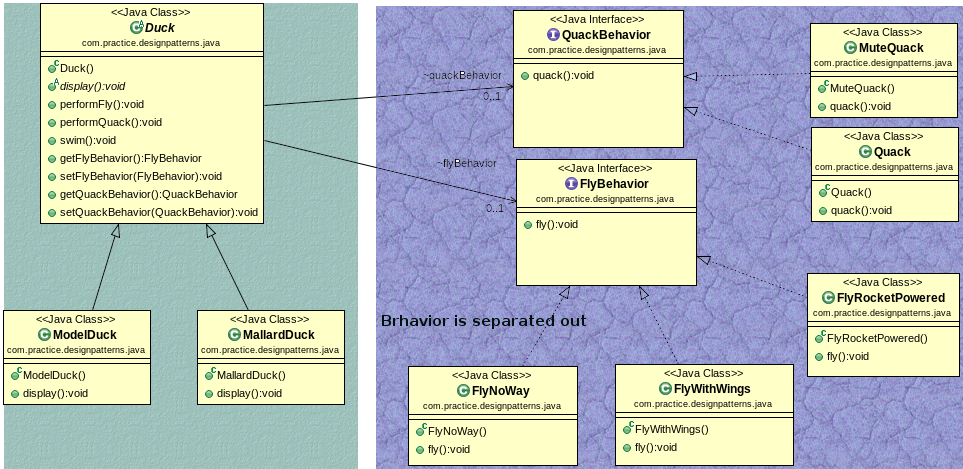 <<Java Class>>
Duck
com.practice.designpatterns.java
Duck()
display():void
performFly():void
performQuack():void
swim():void
getFlyBehavior():FlyBehavior
setFlyBehavior(FlyBehavior):void
getQuackBehavior():QuackBehavior
setQuackBehavior(QuackBehavior):void
<<Java Class>>
ModelDuck
com.practice.designpatterns.java
ModelDuck()
display():void
<<Java Class>>
MallardDuck
com.practice.designpatterns.java
MallardDuck()
display():void
~quackBehavior
0..1
~flyBehavior
0..1
<<Java Interface>>
QuackBehavior
com.practice.designpatterns.java
quack():void
<<Java Class>>
MuteQuack
com.practice.designpatterns.java
MuteQuack()
quack():void
<<Java Class>>
Quack
com.practice.designpatterns.java
Quack()
quack():void
<<Java Interface>>
FlyBehavior
com.practice.designpatterns.java
fly():void
<<Java Class>>
FlyRocketPowered
com.practice.designpatterns.java
FlyRocketPowered()
fly():void
Brhavior is separated out
<<Java Class>>
FlyNoWay
com.practice.designpatterns.java
FlyNoWay()
fly():void
<<Java Class>>
FlyWithWings
com.practice.designpatterns.java
FlyWithWings()
fly():void